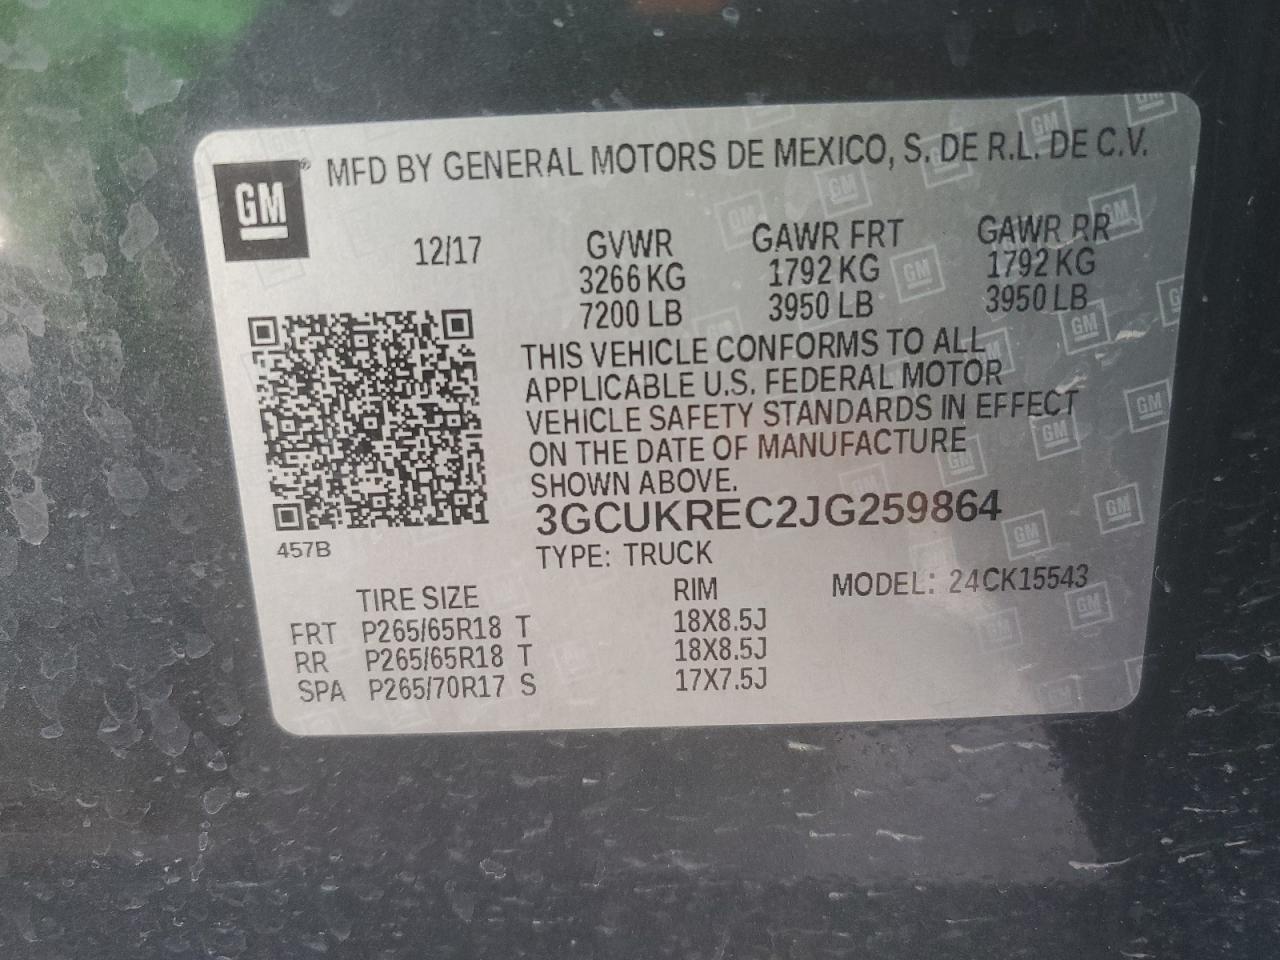 GM ® MFD BY GENERAL MOTORS DE MEXICO, S. DE R.L. DE C.V.
12/17 GVWR GAWR FRT GAWR RR
3266 KG 1792 KG 1792 KG
7200 LB 3950 LB 3950 LB
THIS VEHICLE CONFORMS TO ALL
APPLICABLE U.S. FEDERAL MOTOR
VEHICLE SAFETY STANDARDS IN EFFECT
ON THE DATE OF MANUFACTURE
SHOWN ABOVE.
3GCUKREC2JG259864
457B
TYPE: TRUCK
TIRE SIZE RIM MODEL: 24CK15543
FRT P265/65R18 T 18X8.5J
RR P265/65R18 T 18X8.5J
SPA P265/70R17 S 17X7.5J